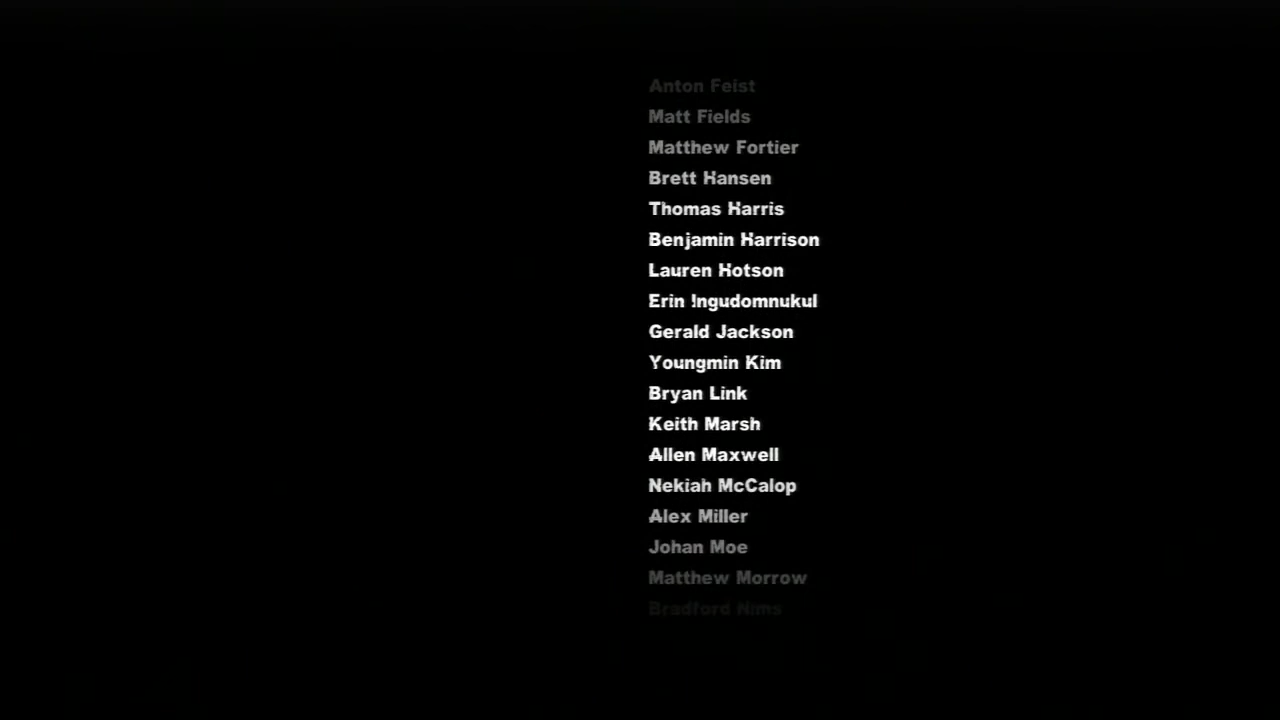 Anton Feist
Matt Fields
Matthew Fortier
Brett Hansen
Thomas Harris
Benjamin Harrison
Lauren Hotson
Erin Ingudomnukul
Gerald Jackson
Youngmin Kim
Bryan Link
Keith Marsh
Allen Maxwell
Nekiah McCalop
Alex Miller
Johan Moe
Matthew Morrow
Bradford Nims